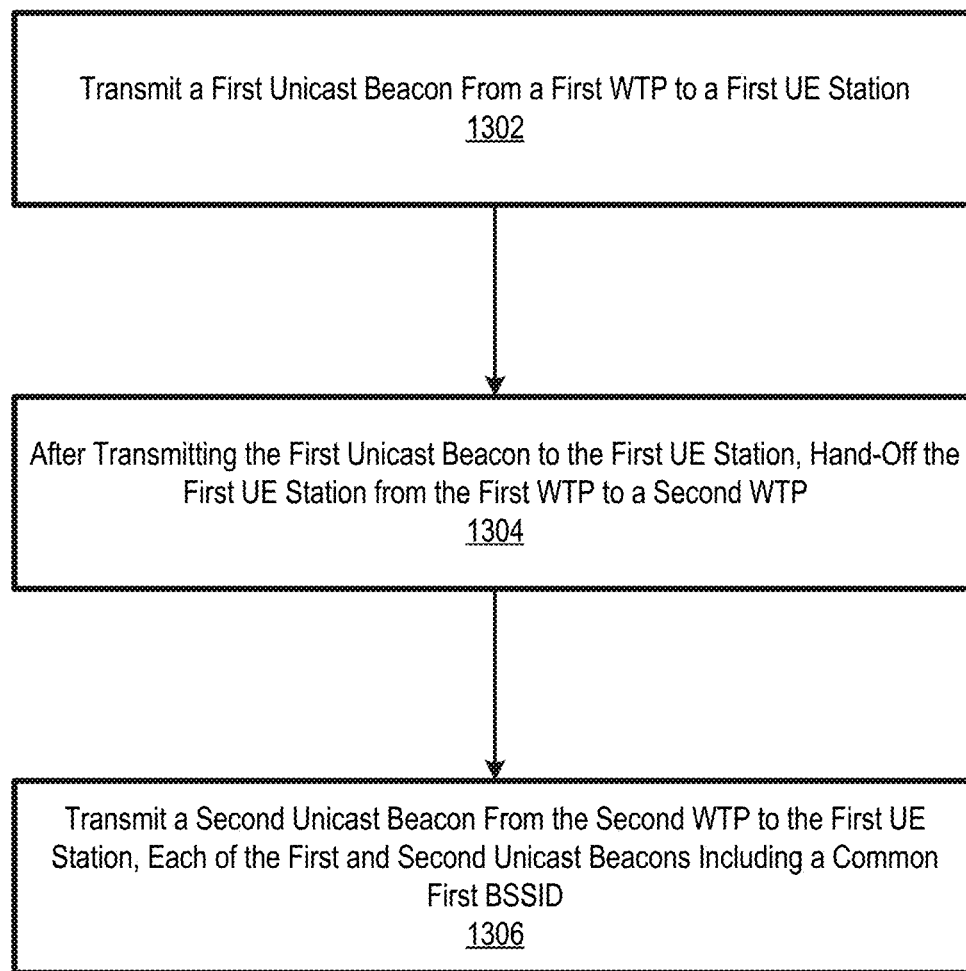 Transmit a First Unicast Beacon From a First WTP to a First UE Station
1302
After Transmitting the First Unicast Beacon to the First UE Station, Hand-Off the
First UE Station from the First WTP to a Second WTP
1304
Transmit a Second Unicast Beacon From the Second WTP to the First UE
Station, Each of the First and Second Unicast Beacons Including a Common
First BSSID
1306